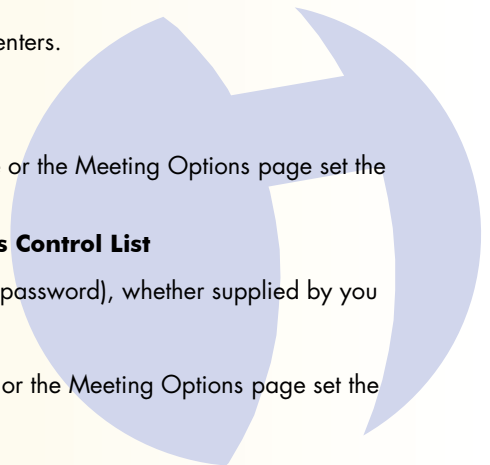 enters.
or the Meeting Options page set the
s Control List
password), whether supplied by you
or the Meeting Options page set the